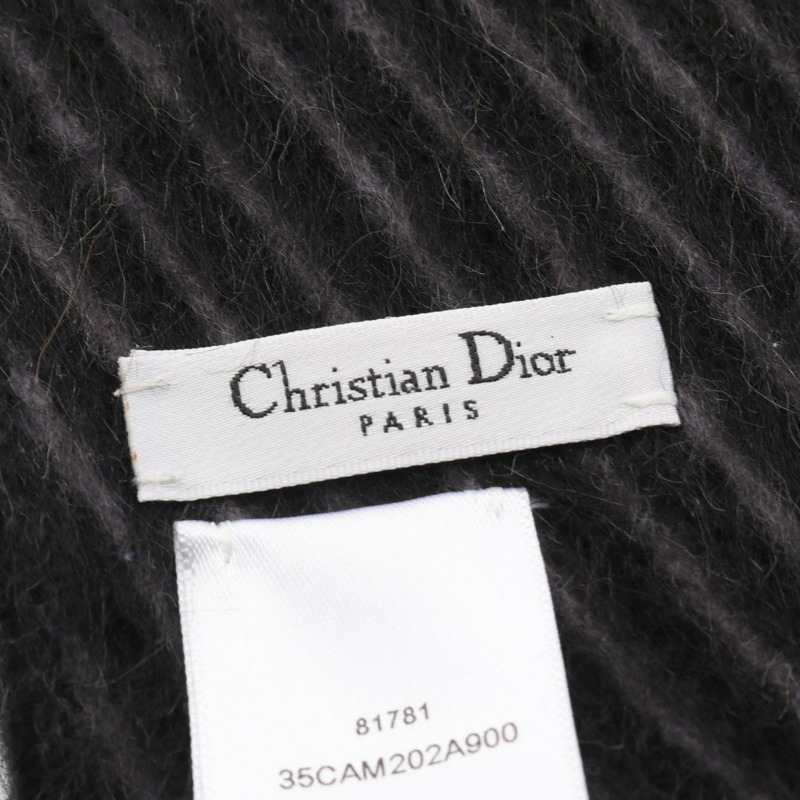 Christian Dior
PARIS
81781
35CAM202A900